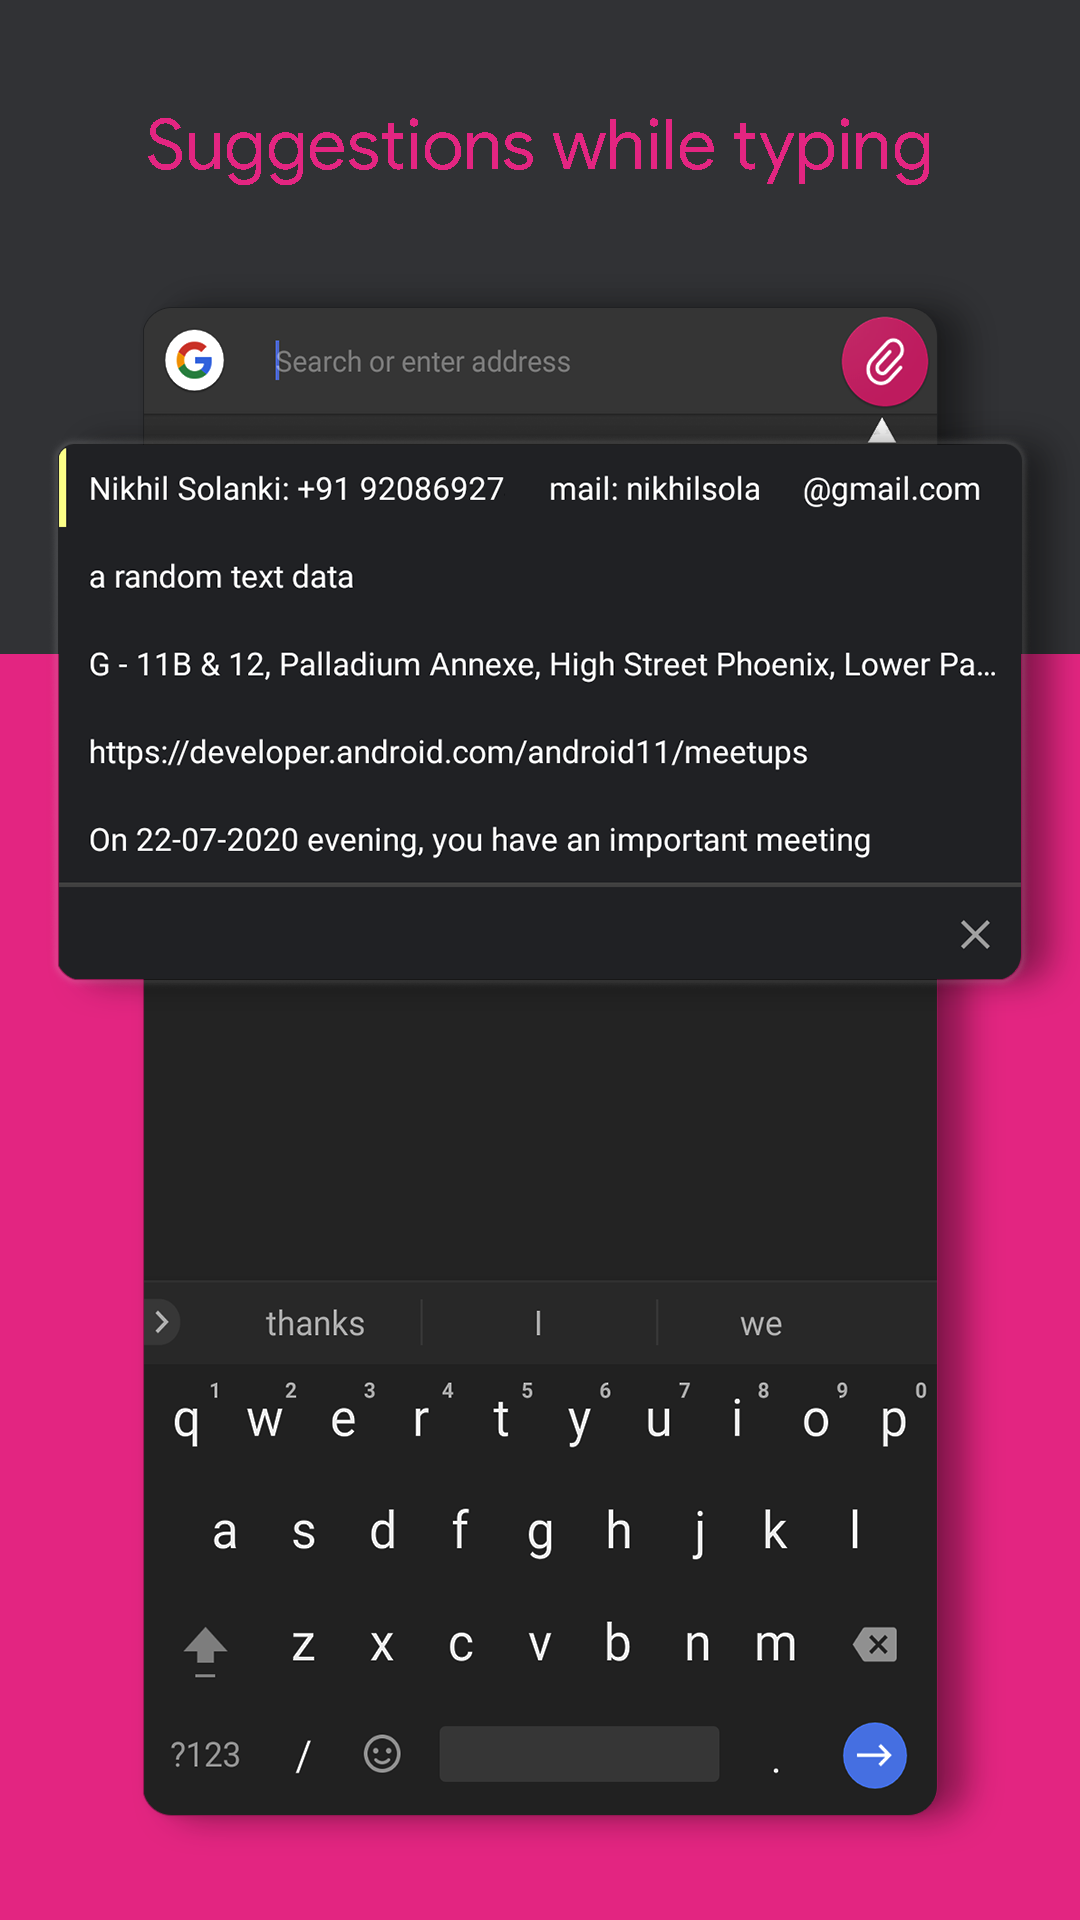 Suggestions while typing
Search or enter address
Nikhil Solanki: +91 92086927 mail: nikhilsola @gmail.com
a random text data
G - 11B & 12, Palladium Annexe, High Street Phoenix, Lower Pa...
https://developer.android.com/android11/meetups
On 22-07-2020 evening, you have an important meeting
thanks I we
1 2 3 4 5 6 7 8 9 0
q w e r t y u i o p
a s d f g h j k l
z x c v b n m
?123 / .